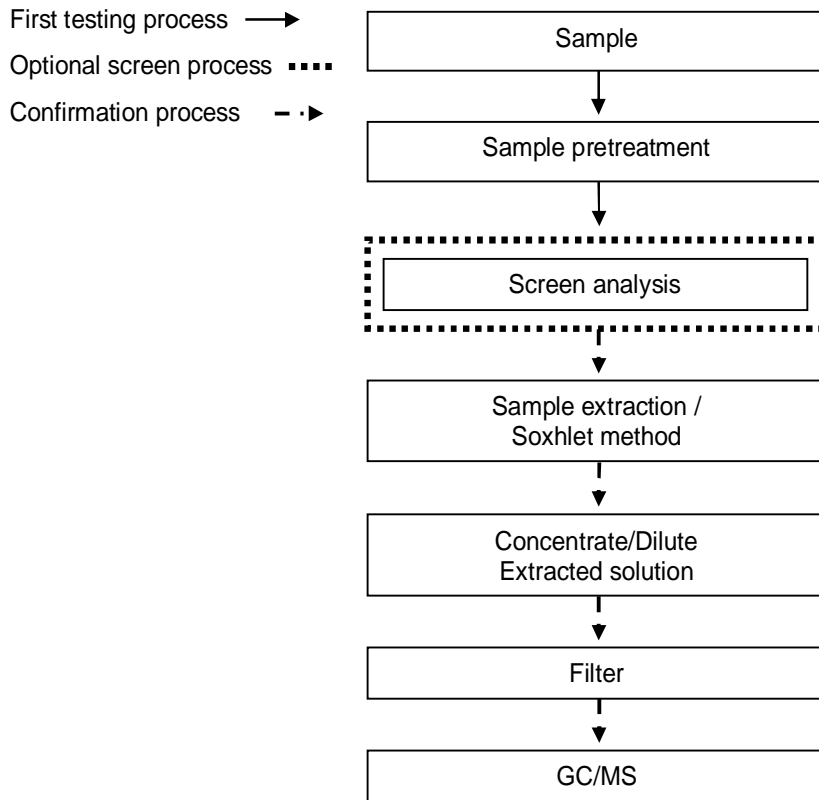 First testing process
Optional screen process
Confirmation process
Sample
Sample pretreatment
Screen analysis
Sample extraction /
Soxhlet method
Concentrate/Dilute
Extracted solution
Filter
GC/MS